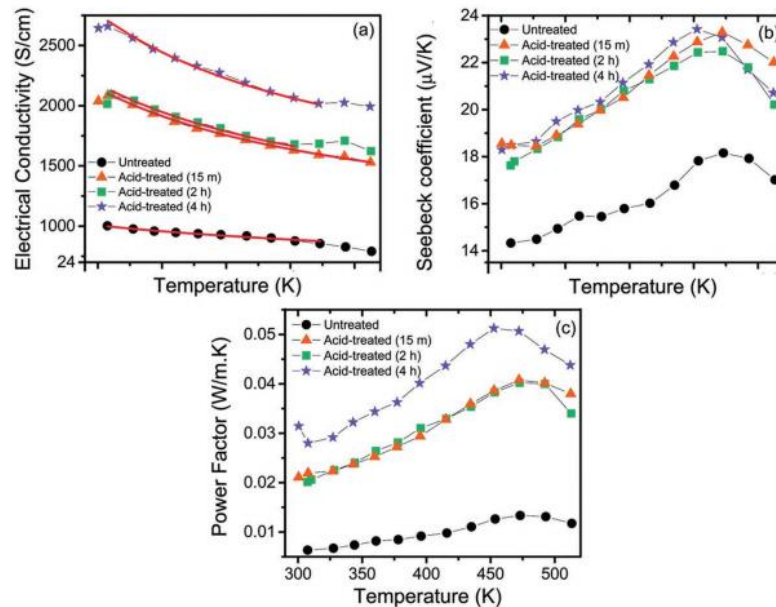 (a)
Electrical Conductivity (S/cm)
2500
2000
1500
1000
24
Untreated
Acid-treated (15 m)
Acid-treated (2 h)
Acid-treated (4 h)
Temperature (K)
(b)
Seebeck coefficient (μV/K)
24
22
20
18
16
14
Untreated
Acid-treated (15 m)
Acid-treated (2 h)
Acid-treated (4 h)
Temperature (K)
(c)
Power Factor (W/m.K)
0.05
0.04
0.03
0.02
0.01
Untreated
Acid-treated (15 m)
Acid-treated (2 h)
Acid-treated (4 h)
300 350 400 450 500
Temperature (K)